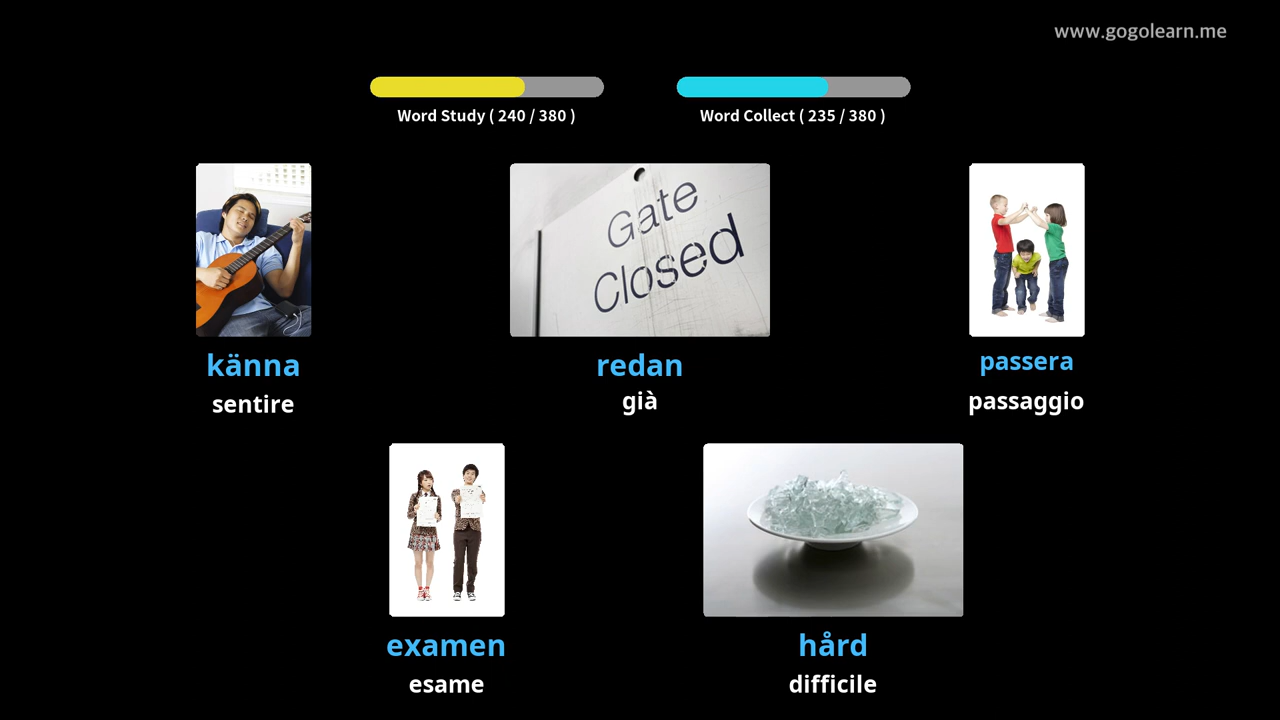 www.gogolearn.me
Word Study ( 240 / 380 )
Word Collect ( 235 / 380 )
Gate
Closed
känna
redan
passera
sentire
già
passaggio
examen
hård
esame
difficile